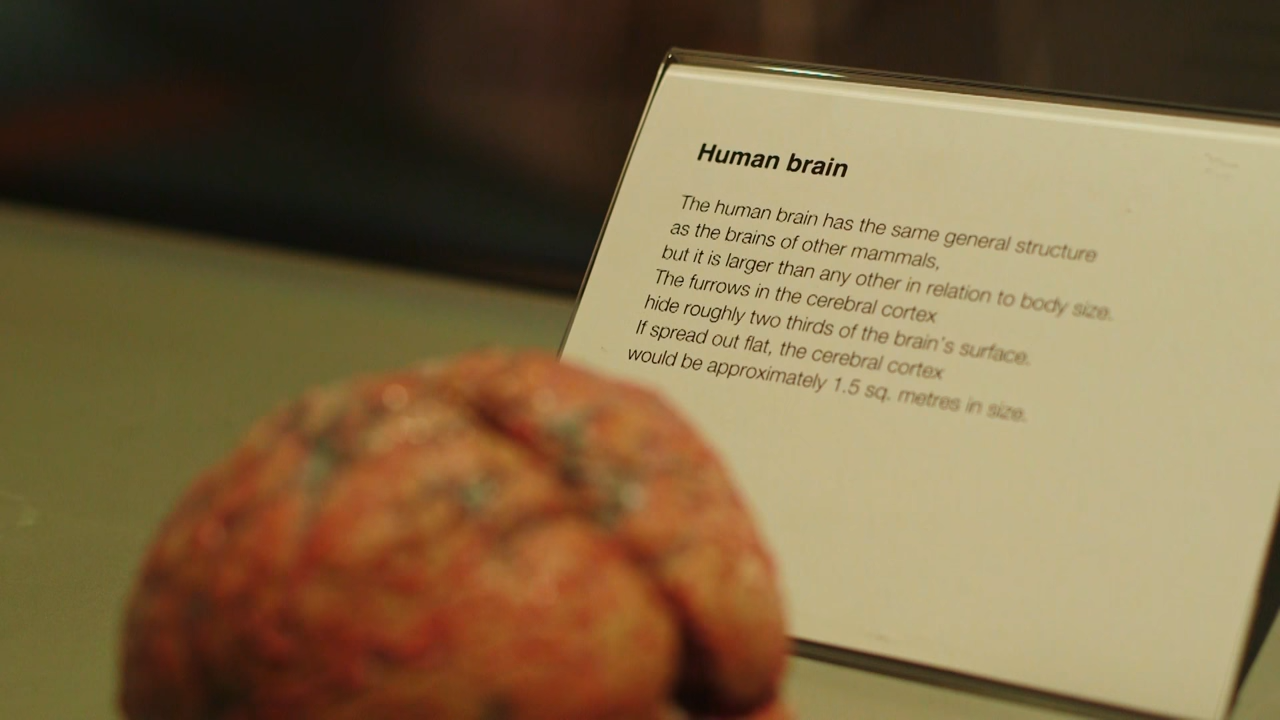 Human brain
The human brain has the same general structure
as the brains of other mammals,
but it is larger than any other in relation to body size.
The furrows in the cerebral cortex
hide roughly two thirds of the brain's surface.
If spread out flat, the cerebral cortex
would be approximately 1.5 sq. metres in size.